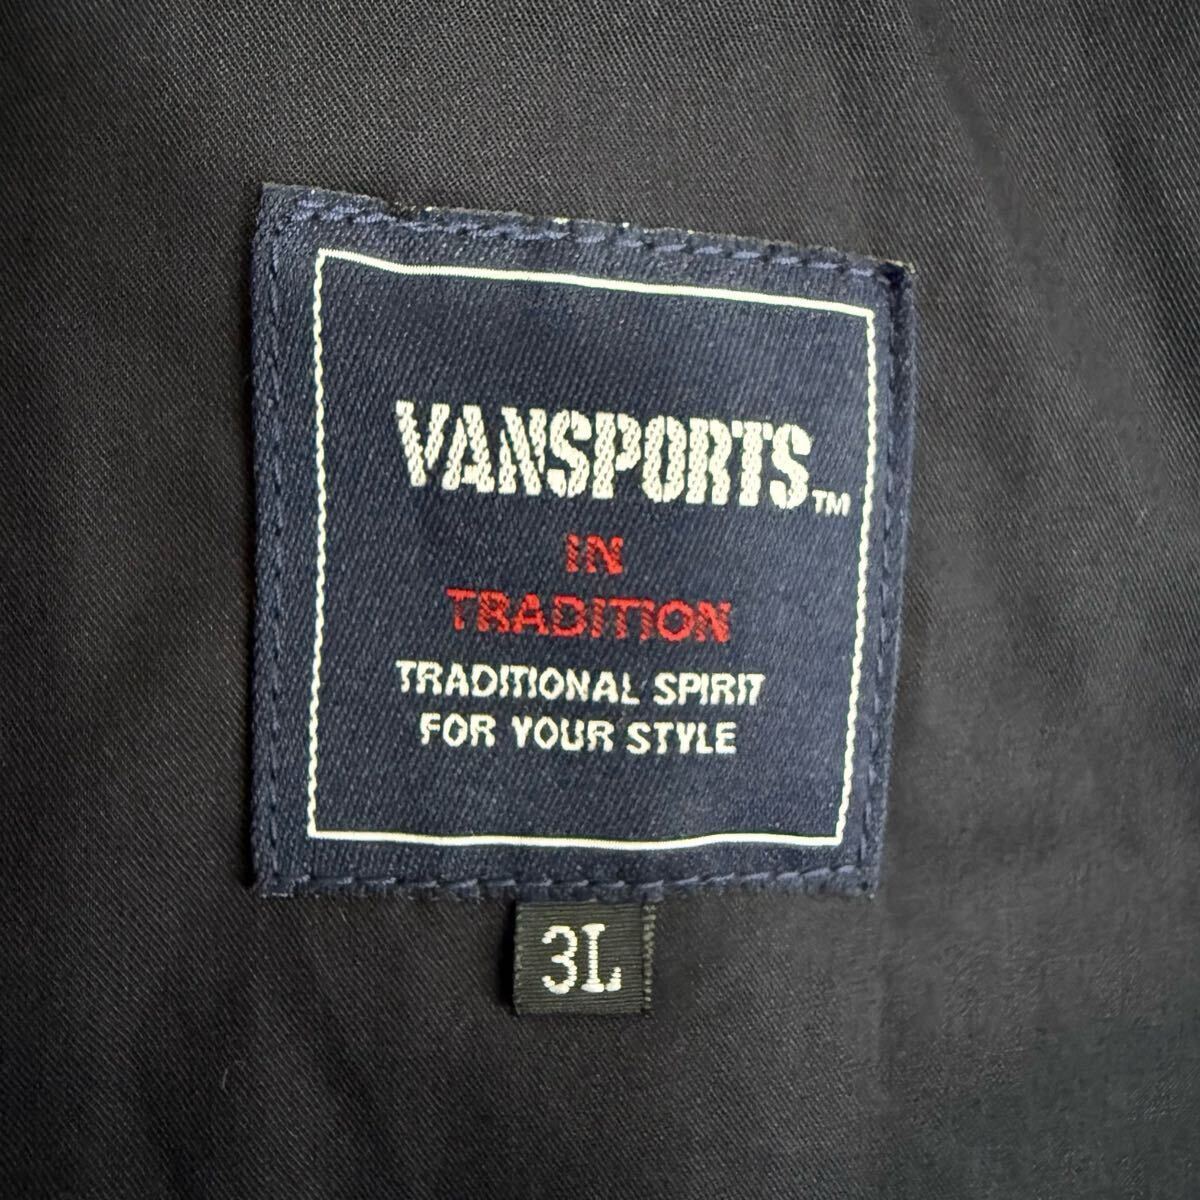 VANSPORTS™
IN
TRADITION
TRADITIONAL SPIRIT
FOR YOUR STYLE
3L